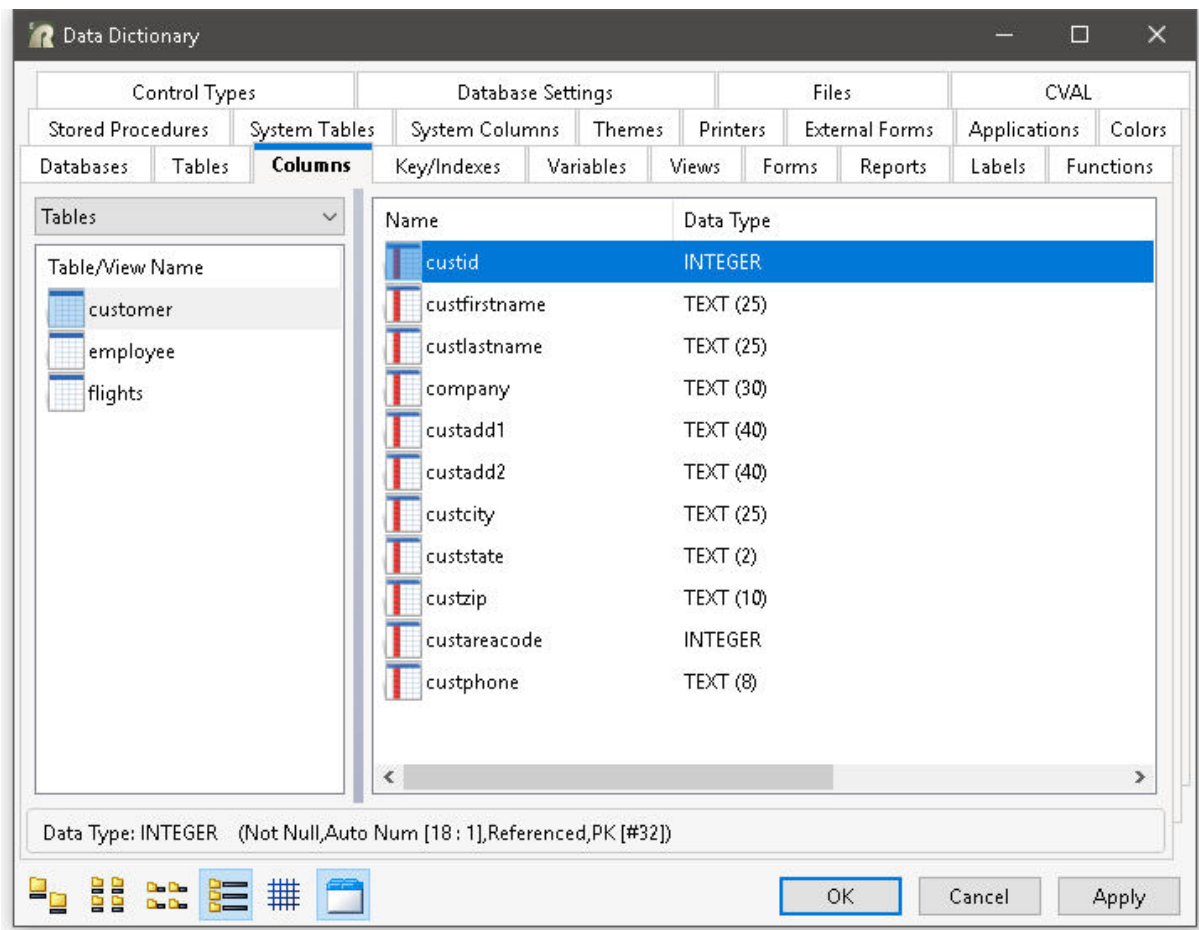 Data Dictionary
Control Types Database Settings Files CVAL
Stored Procedures System Tables System Columns Themes Printers External Forms Applications Colors
Databases Tables Columns Key/Indexes Variables Views Forms Reports Labels Functions
Tables
Table/View Name
customer
employee
flights
Name Data Type
custid INTEGER
custfirstname TEXT (25)
custlastname TEXT (25)
company TEXT (30)
custadd1 TEXT (40)
custadd2 TEXT (40)
custcity TEXT (25)
custstate TEXT (2)
custzip TEXT (10)
custareacode INTEGER
custphone TEXT (8)
Data Type: INTEGER (Not Null,Auto Num [18 : 1],Referenced,PK [#32])
OK Cancel Apply